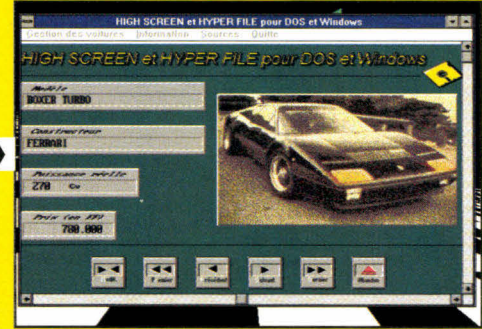 HIGH SCREEN et HYPER FILE pour DOS et Windows
Gestion des voitures Information Sources Quitte
HIGH SCREEN et HYPER FILE pour DOS et Windows
Modèle
BOXER TURBO
Constructeur
FERRARI
Puissance réelle
270 Cv
Prix (en FF)
780.000